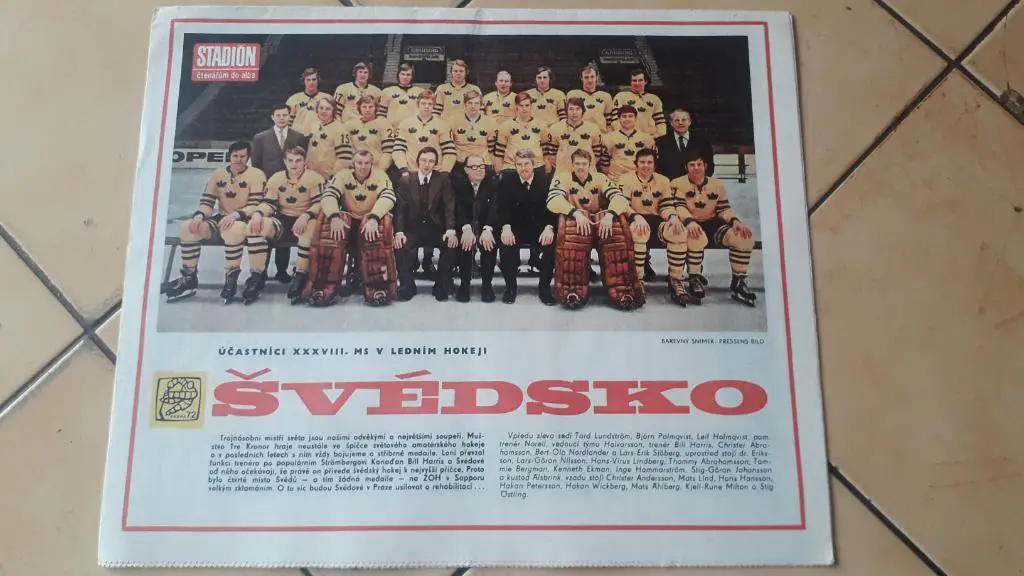 STADIÓN
čtenářům do alba
OPEL
BAREVNÝ SNÍMEK: PRESSENS BILD
ÚČASTNÍCI XXXVIII. MS V LEDNÍM HOKEJI
ŠVÉDSKO
PRAHA 72
Trojnásobní mistři světa jsou našimi odvěkými a největšími soupeři. Muž-
stvo Tre Kronor hraje neustále ve špičce světového amatérského hokeje
a v posledních letech s ním vždy bojujeme o stříbrné medaile. Loni převzal
funkci trenéra po populárním Strömbergovi Kanaďan Bill Harris a Švédové
od něho očekávají, že právě on přivede švédský hokej k nejvyšší příčce. Proto
bylo čtvrté místo Švédů — a tím žádná medaile — na ZOH v Sapporu
velkým zklamáním. O to víc budou Švédové v Praze usilovat o rehabilitaci...
Vpředu zleva sedí Tord Lundström, Björn Palmqvist, Leif Holmqvist, pom.
trenér Norell, vedoucí týmu Halvarsson, trenér Bill Harris, Christer Abra-
hamsson, Bert-Ola Nordlander a Lars-Erik Sjöberg, uprostřed stojí dr. Eriks-
son, Lars-Göran Nilsson, Hans-Virus Lindberg, Thommy Abrahamsson, Tom-
mie Bergman, Kenneth Ekman, Inge Hammarström, Stig-Göran Johansson
a kustod Alsbrink, vzadu stojí Christer Andersson, Mats Lind, Hans Hansson,
Hakan Petersson, Hakan Wickberg, Mats Åhlberg, Kjell-Rune Milton a Stig
Östling.